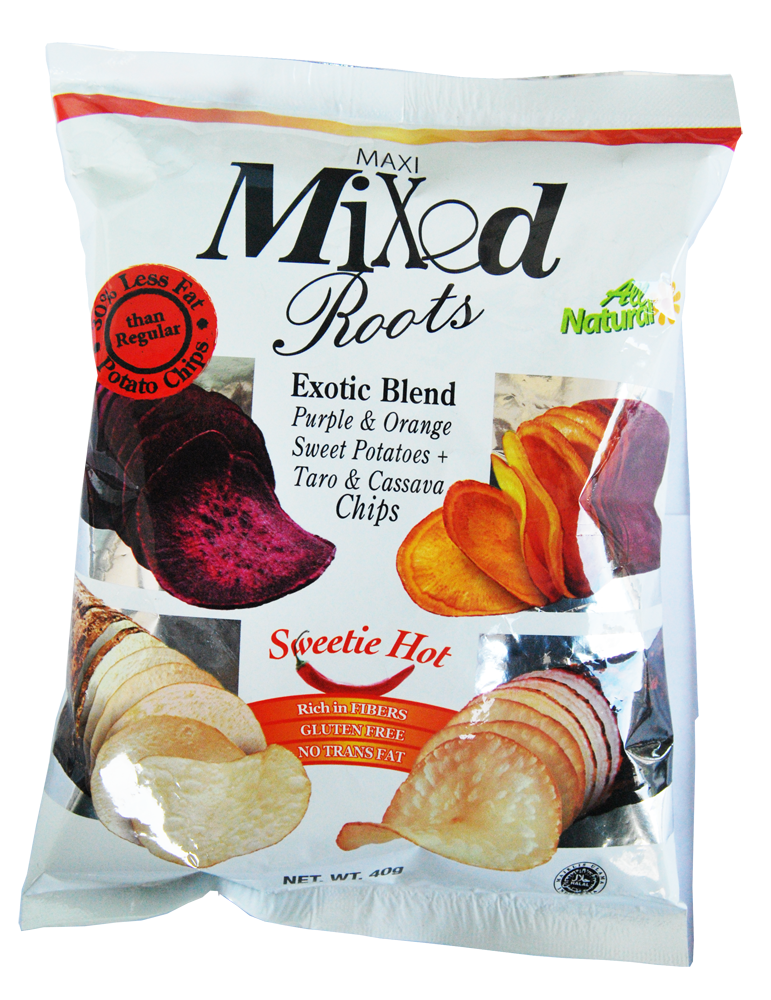 MAXI
MiXed
Roots
30% Less Fat
than
Regular
Potato Chips
All
Natural
Exotic Blend
Purple & Orange
Sweet Potatoes +
Taro & Cassava
Chips
Sweetie Hot
Rich in FIBERS
GLUTEN FREE
NO TRANS FAT
NET. WT. 40g
HALAL